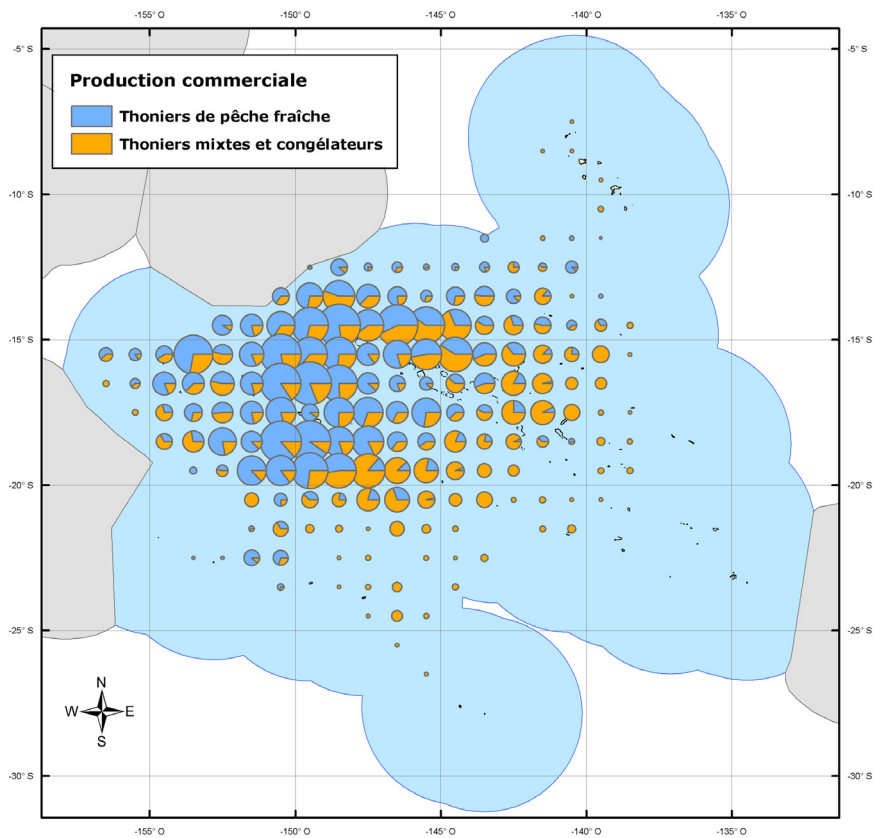 -155° O -150° O -145° O -140° O -135° O
-5° S -5° S
Production commerciale
Thoniers de pêche fraîche
Thoniers mixtes et congélateurs
-10° S -10° S
-15° S -15° S
-20° S -20° S
-25° S -25° S
N
W E
S
-30° S -30° S
-155° O -150° O -145° O -140° O -135° O